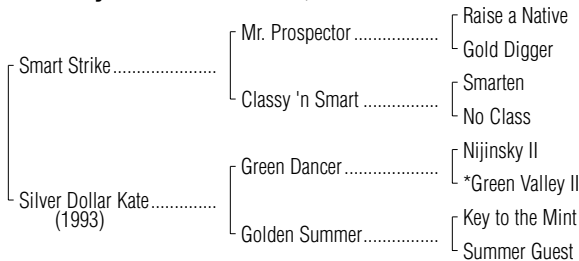 Raise a Native
Mr. Prospector ..................
Gold Digger
Smart Strike......................
Smarten
Classy 'n Smart ................
No Class
Nijinsky II
Green Dancer.....................
*Green Valley II
Silver Dollar Kate..............
(1993)
Key to the Mint
Golden Summer................
Summer Guest